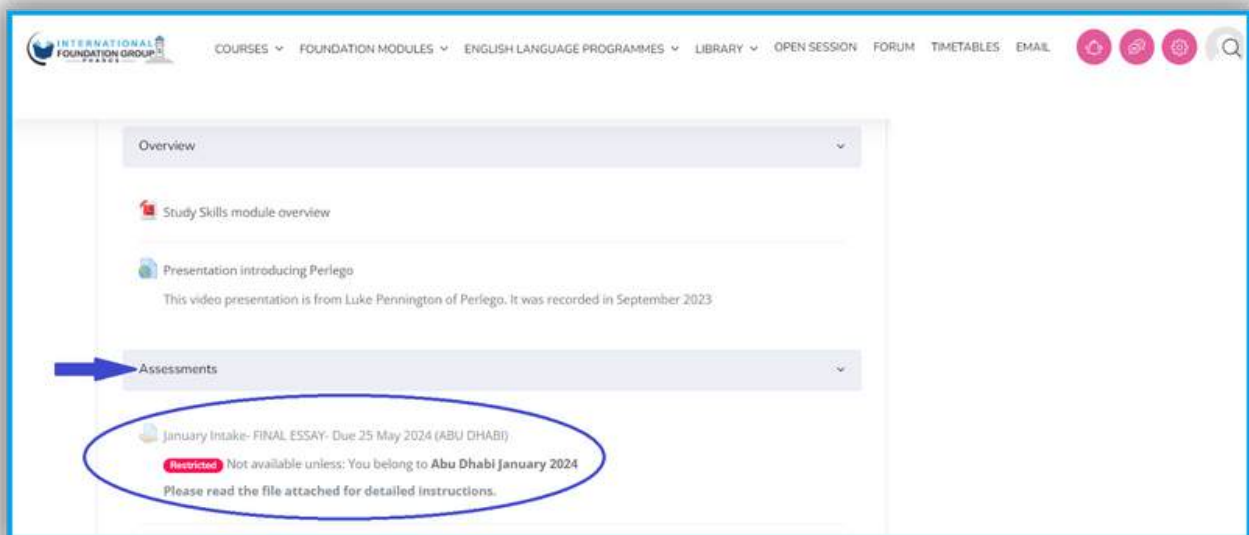 INTERNATIONAL
FOUNDATION GROUP
PHAROS
COURSES FOUNDATION MODULES ENGLISH LANGUAGE PROGRAMMES LIBRARY OPEN SESSION FORUM TIMETABLES EMAIL
Overview
Study Skills module overview
Presentation introducing Perlego
This video presentation is from Luke Pennington of Perlego. It was recorded in September 2023
Assessments
January Intake- FINAL ESSAY- Due 25 May 2024 (ABU DHABI)
Restricted Not available unless: You belong to Abu Dhabi January 2024
Please read the file attached for detailed instructions.